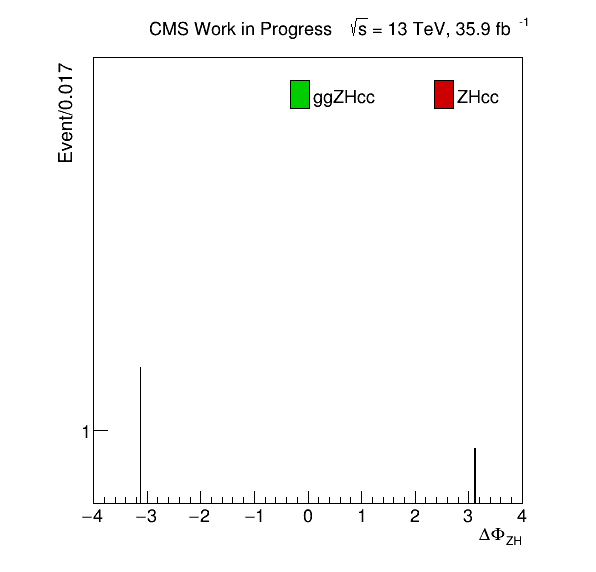 CMS Work in Progress √s = 13 TeV, 35.9 fb -1
Event/0.017
ggZHcc ZHcc
1
−4 −3 −2 −1 0 1 2 3 4
ΔΦZH